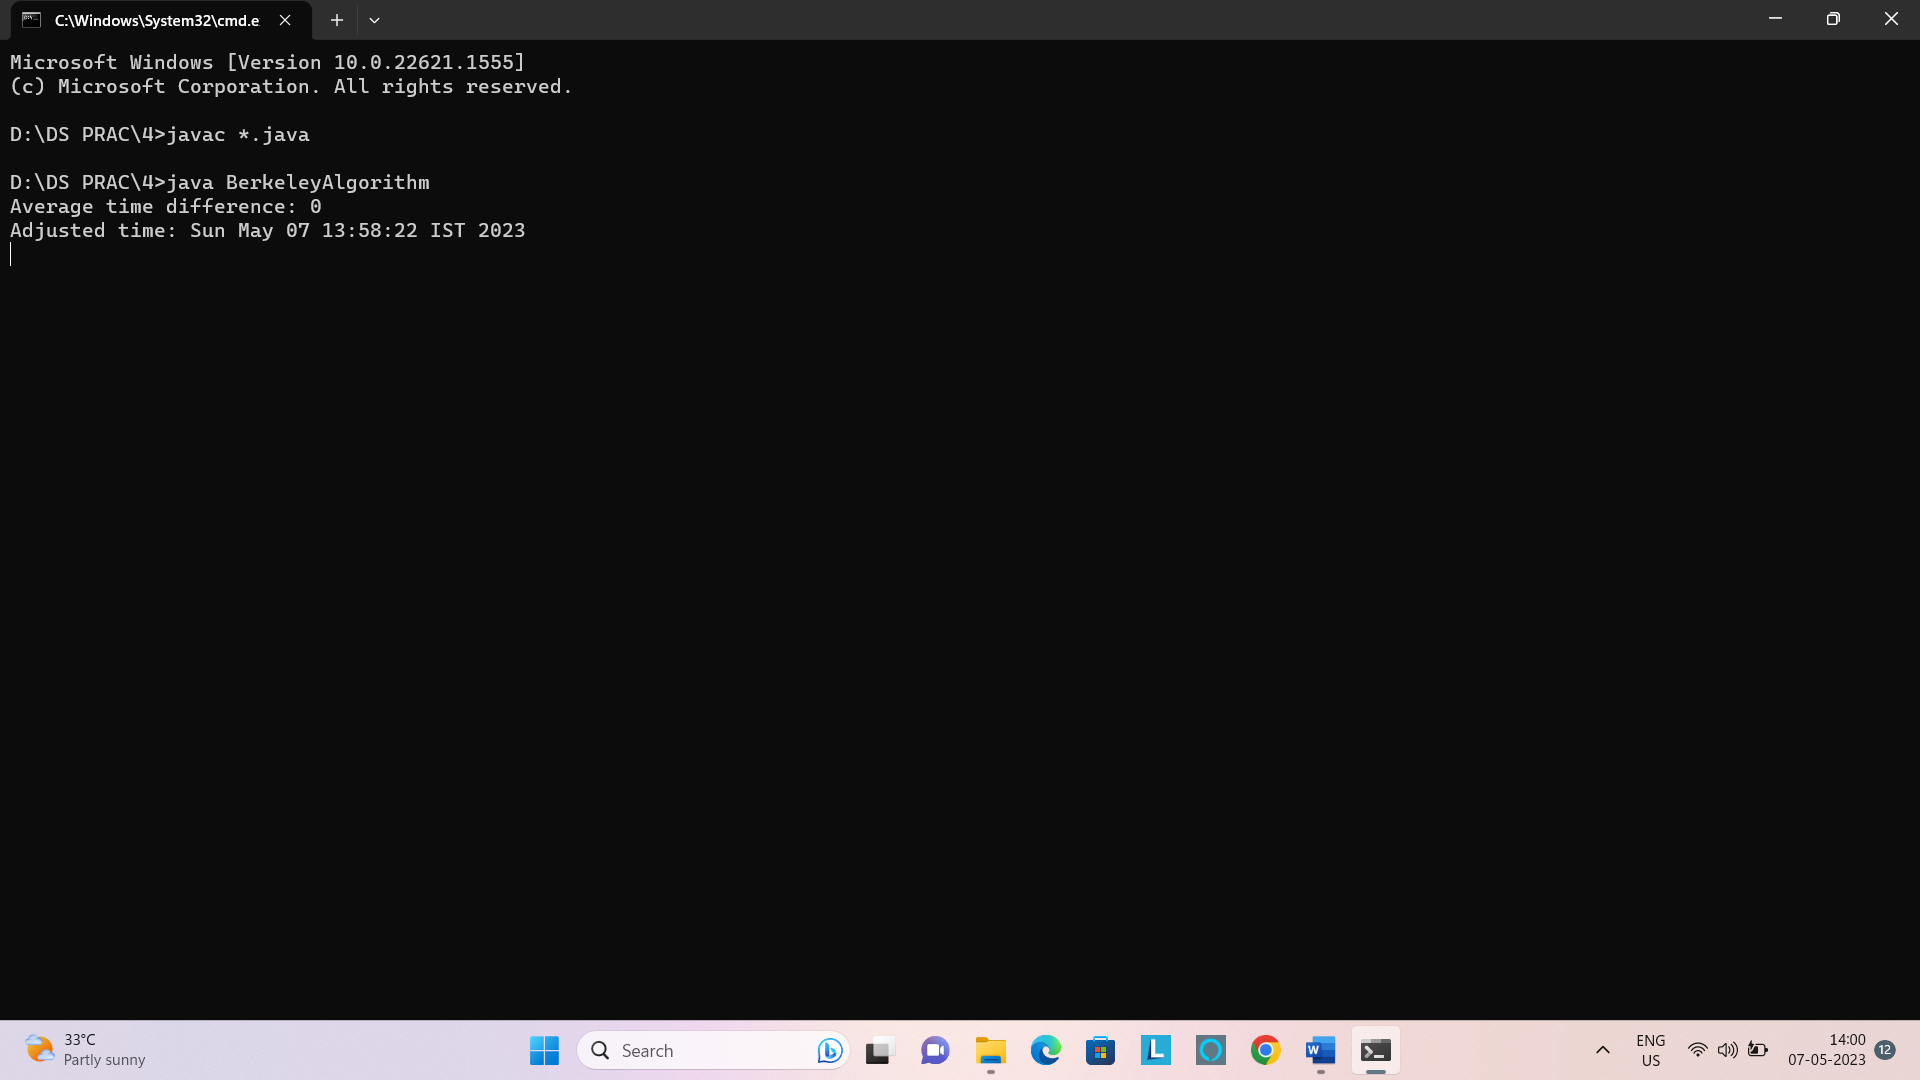 C:\Windows\System32\cmd.e
Microsoft Windows [Version 10.0.22621.1555]
(c) Microsoft Corporation. All rights reserved.
D:\DS PRAC\4>javac *.java
D:\DS PRAC\4>java BerkeleyAlgorithm
Average time difference: 0
Adjusted time: Sun May 07 13:58:22 IST 2023
33°C
Partly sunny
Search
ENG
US
14:00
07-05-2023
12